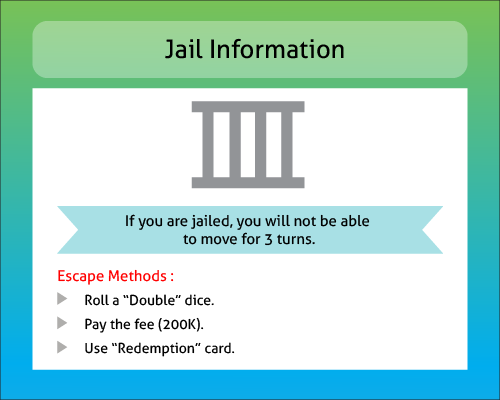 Jail Information
If you are jailed, you will not be able
to move for 3 turns.
Escape Methods :
Roll a “Double” dice.
Pay the fee (200K).
Use “Redemption” card.